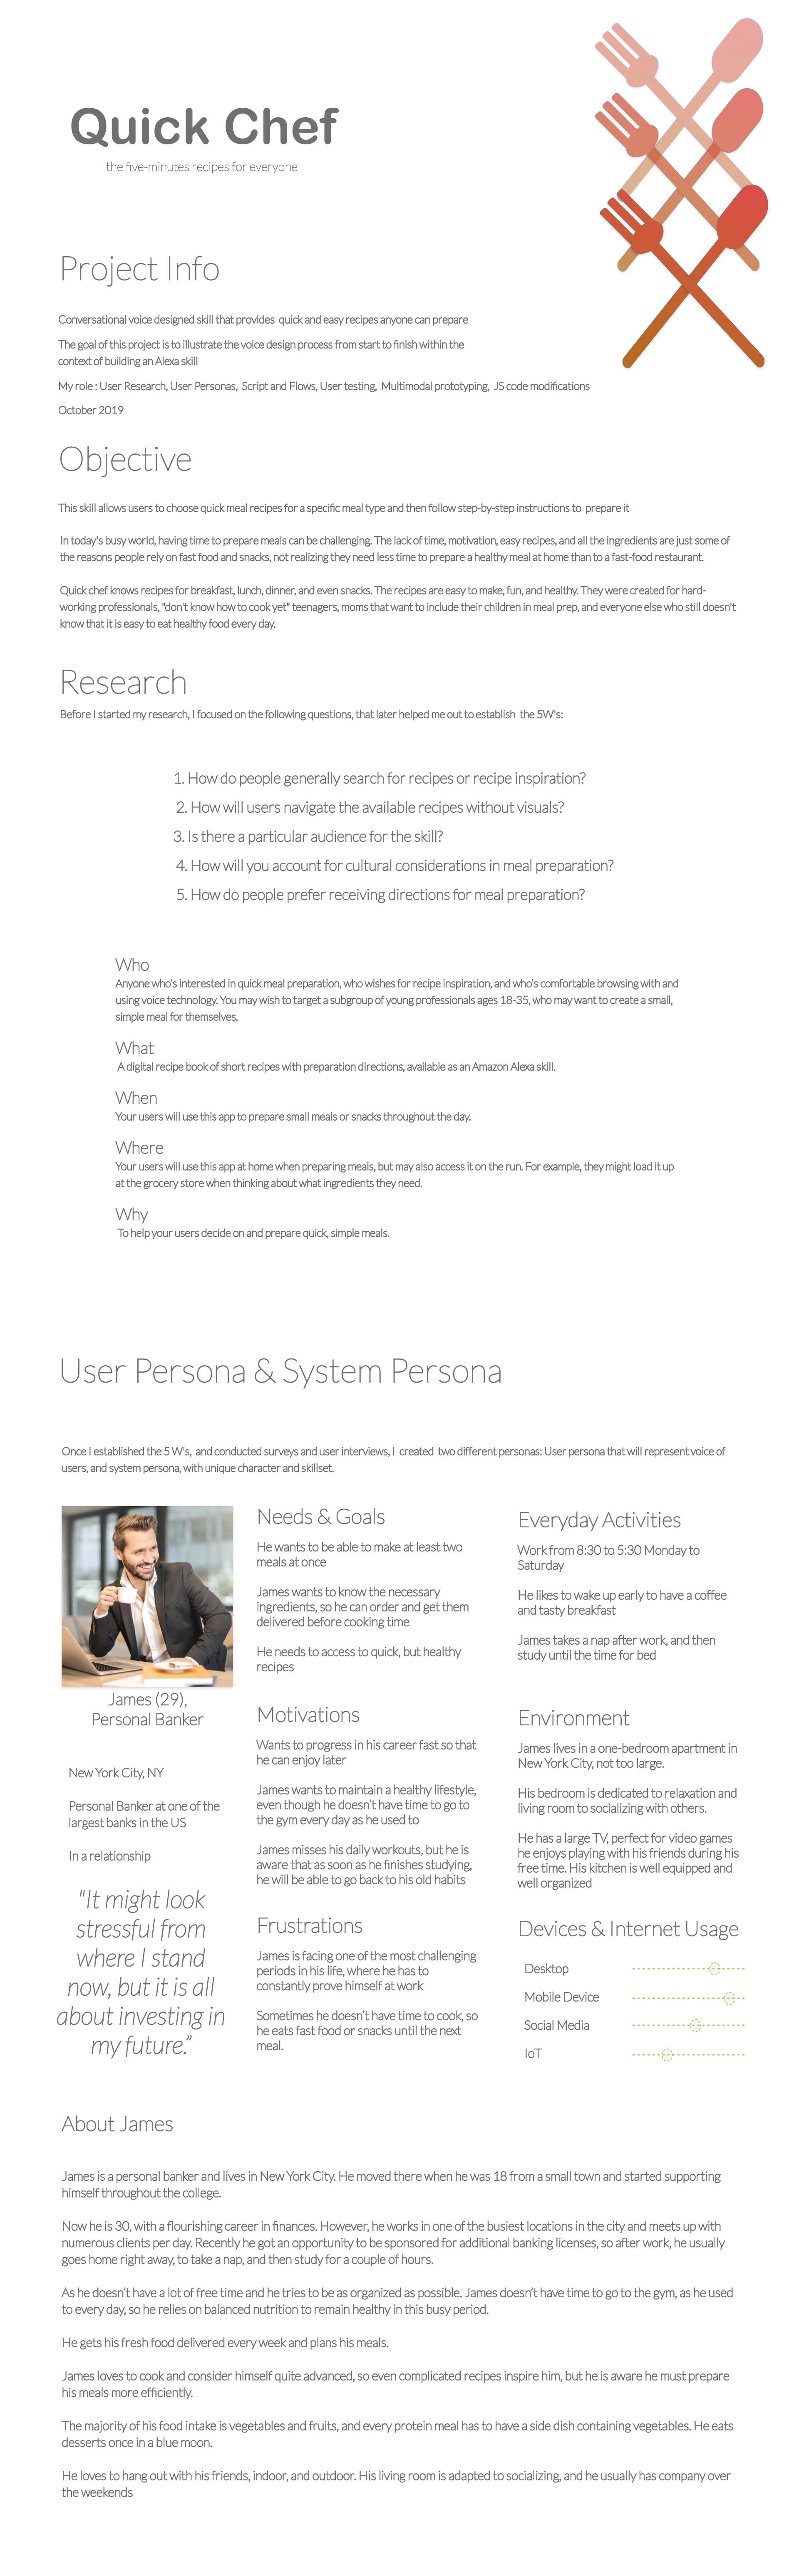 Quick Chef
the five-minutes recipes for everyone
Project Info
Conversational voice designed skill that provides quick and easy recipes anyone can prepare
The goal of this project is to illustrate the voice design process from start to finish within the
context of building an Alexa skill
My role : User Research, User Personas, Script and Flows, User testing, Multimodal prototyping, JS code modifications
October 2019
Objective
This skill allows users to choose quick meal recipes for a specific meal type and then follow step-by-step instructions to prepare it
In today's busy world, having time to prepare meals can be challenging. The lack of time, motivation, easy recipes, and all the ingredients are just some of
the reasons people rely on fast food and snacks, not realizing they need less time to prepare a healthy meal at home than to a fast-food restaurant.
Quick chef knows recipes for breakfast, lunch, dinner, and even snacks. The recipes are easy to make, fun, and healthy. They were created for hard-
working professionals, "don't know how to cook yet" teenagers, moms that want to include their children in meal prep, and everyone else who still doesn't
know that it is easy to eat healthy food every day.
Research
Before I started my research, I focused on the following questions, that later helped me out to establish the 5W's:
1. How do people generally search for recipes or recipe inspiration?
2. How will users navigate the available recipes without visuals?
3. Is there a particular audience for the skill?
4. How will you account for cultural considerations in meal preparation?
5. How do people prefer receiving directions for meal preparation?
Who
Anyone who's interested in quick meal preparation, who wishes for recipe inspiration, and who's comfortable browsing with and
using voice technology. You may wish to target a subgroup of young professionals ages 18-35, who may want to create a small,
simple meal for themselves.
What
A digital recipe book of short recipes with preparation directions, available as an Amazon Alexa skill.
When
Your users will use this app to prepare small meals or snacks throughout the day.
Where
Your users will use this app at home when preparing meals, but may also access it on the run. For example, they might load it up
at the grocery store when thinking about what ingredients they need.
Why
To help your users decide on and prepare quick, simple meals.
User Persona & System Persona
Once I established the 5 W's, and conducted surveys and user interviews, I created two different personas: User persona that will represent voice of
users, and system persona, with unique character and skillset.
James (29),
Personal Banker
New York City, NY
Personal Banker at one of the
largest banks in the US
In a relationship
"It might look
stressful from
where I stand
now, but it is all
about investing in
my future.”
Needs & Goals
He wants to be able to make at least two
meals at once
James wants to know the necessary
ingredients, so he can order and get them
delivered before cooking time
He needs to access to quick, but healthy
recipes
Motivations
Wants to progress in his career fast so that
he can enjoy later
James wants to maintain a healthy lifestyle,
even though he doesn’t have time to go to
the gym every day as he used to
James misses his daily workouts, but he is
aware that as soon as he finishes studying,
he will be able to go back to his old habits
Frustrations
James is facing one of the most challenging
periods in his life, where he has to
constantly prove himself at work
Sometimes he doesn’t have time to cook, so
he eats fast food or snacks until the next
meal.
Everyday Activities
Work from 8:30 to 5:30 Monday to
Saturday
He likes to wake up early to have a coffee
and tasty breakfast
James takes a nap after work, and then
study until the time for bed
Environment
James lives in a one-bedroom apartment in
New York City, not too large.
His bedroom is dedicated to relaxation and
living room to socializing with others.
He has a large TV, perfect for video games
he enjoys playing with his friends during his
free time. His kitchen is well equipped and
well organized
Devices & Internet Usage
Desktop
Mobile Device
Social Media
IoT
About James
James is a personal banker and lives in New York City. He moved there when he was 18 from a small town and started supporting
himself throughout the college.
Now he is 30, with a flourishing career in finances. However, he works in one of the busiest locations in the city and meets up with
numerous clients per day. Recently he got an opportunity to be sponsored for additional banking licenses, so after work, he usually
goes home right away, to take a nap, and then study for a couple of hours.
As he doesn’t have a lot of free time and he tries to be as organized as possible. James doesn’t have time to go to the gym, as he used
to every day, so he relies on balanced nutrition to remain healthy in this busy period.
He gets his fresh food delivered every week and plans his meals.
James loves to cook and consider himself quite advanced, so even complicated recipes inspire him, but he is aware he must prepare
his meals more efficiently.
The majority of his food intake is vegetables and fruits, and every protein meal has to have a side dish containing vegetables. He eats
desserts once in a blue moon.
He loves to hang out with his friends, indoor, and outdoor. His living room is adapted to socializing, and he usually has company over
the weekends